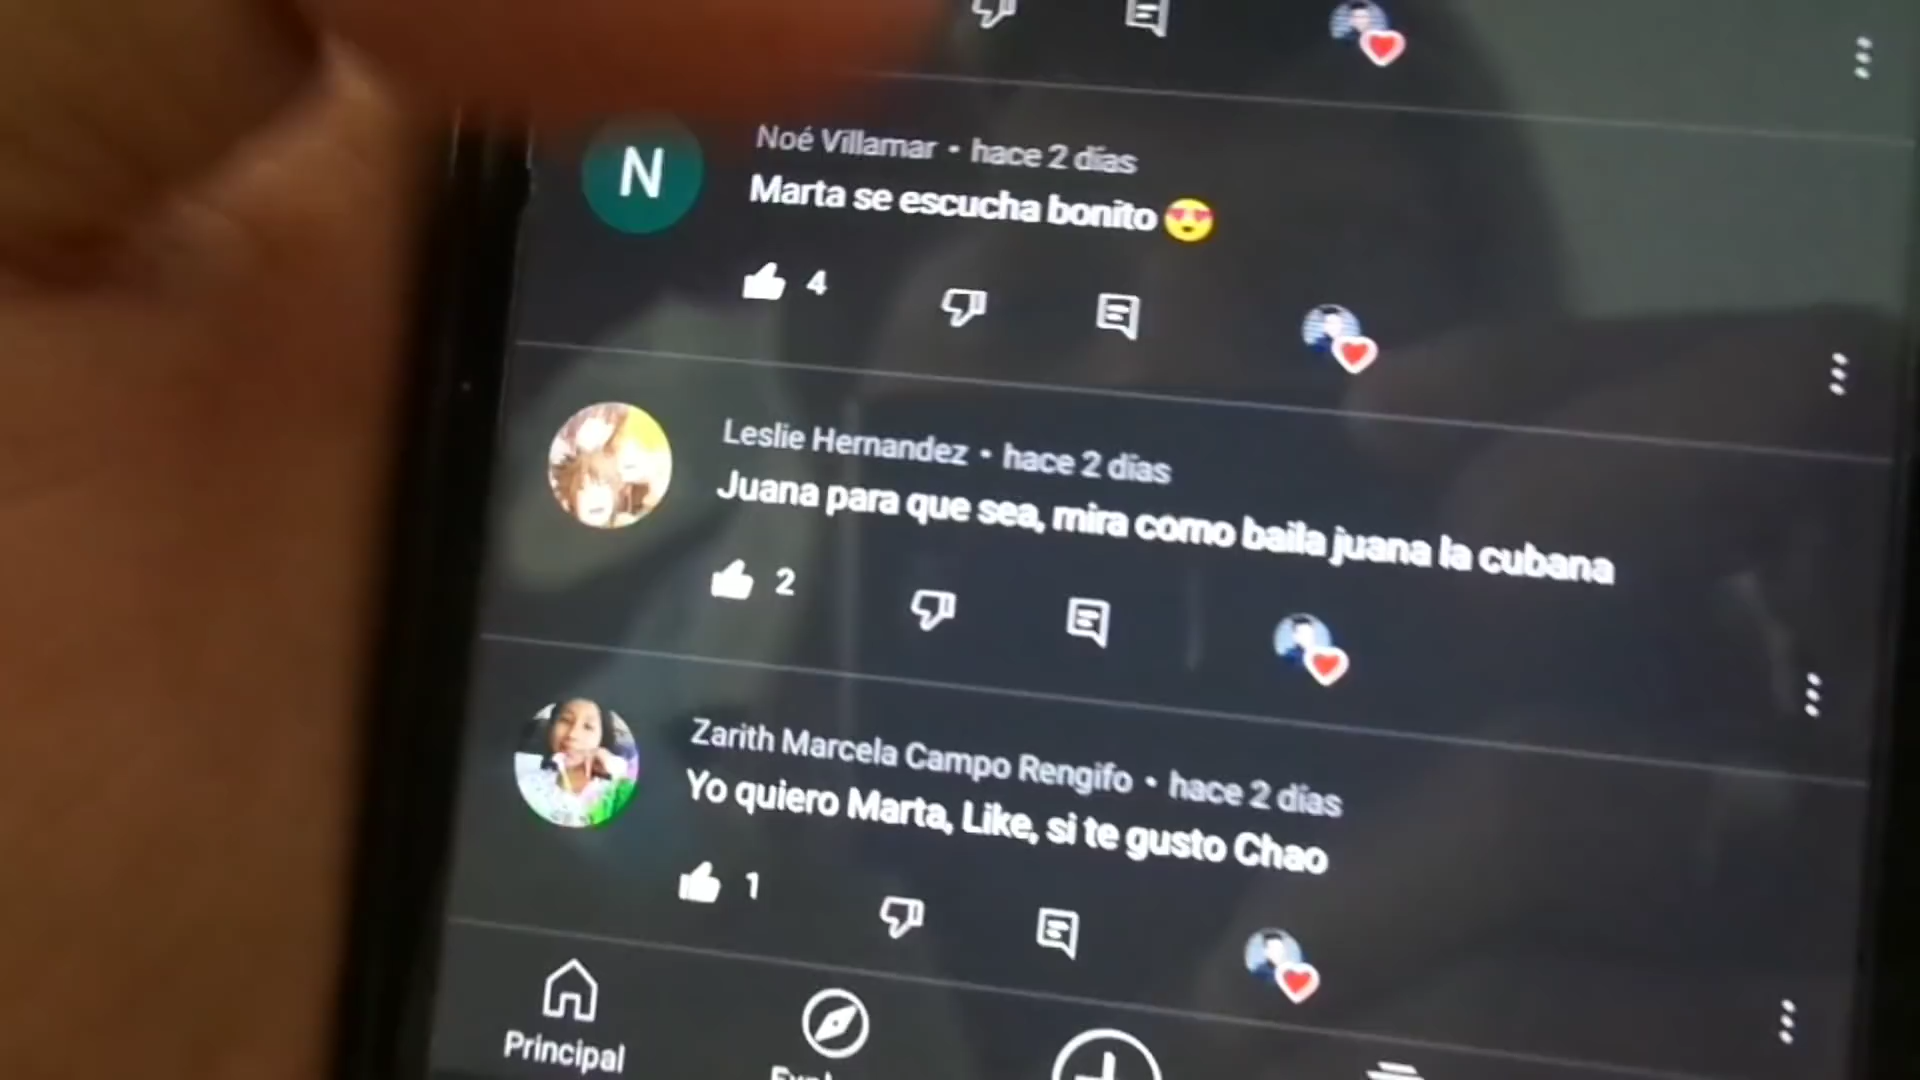 N
Noé Villamar • hace 2 días
Marta se escucha bonito 😍
4
Leslie Hernandez • hace 2 días
Juana para que sea, mira como baila juana la cubana
2
Zarith Marcela Campo Rengifo • hace 2 días
Yo quiero Marta, Like, si te gusto Chao
1
Principal